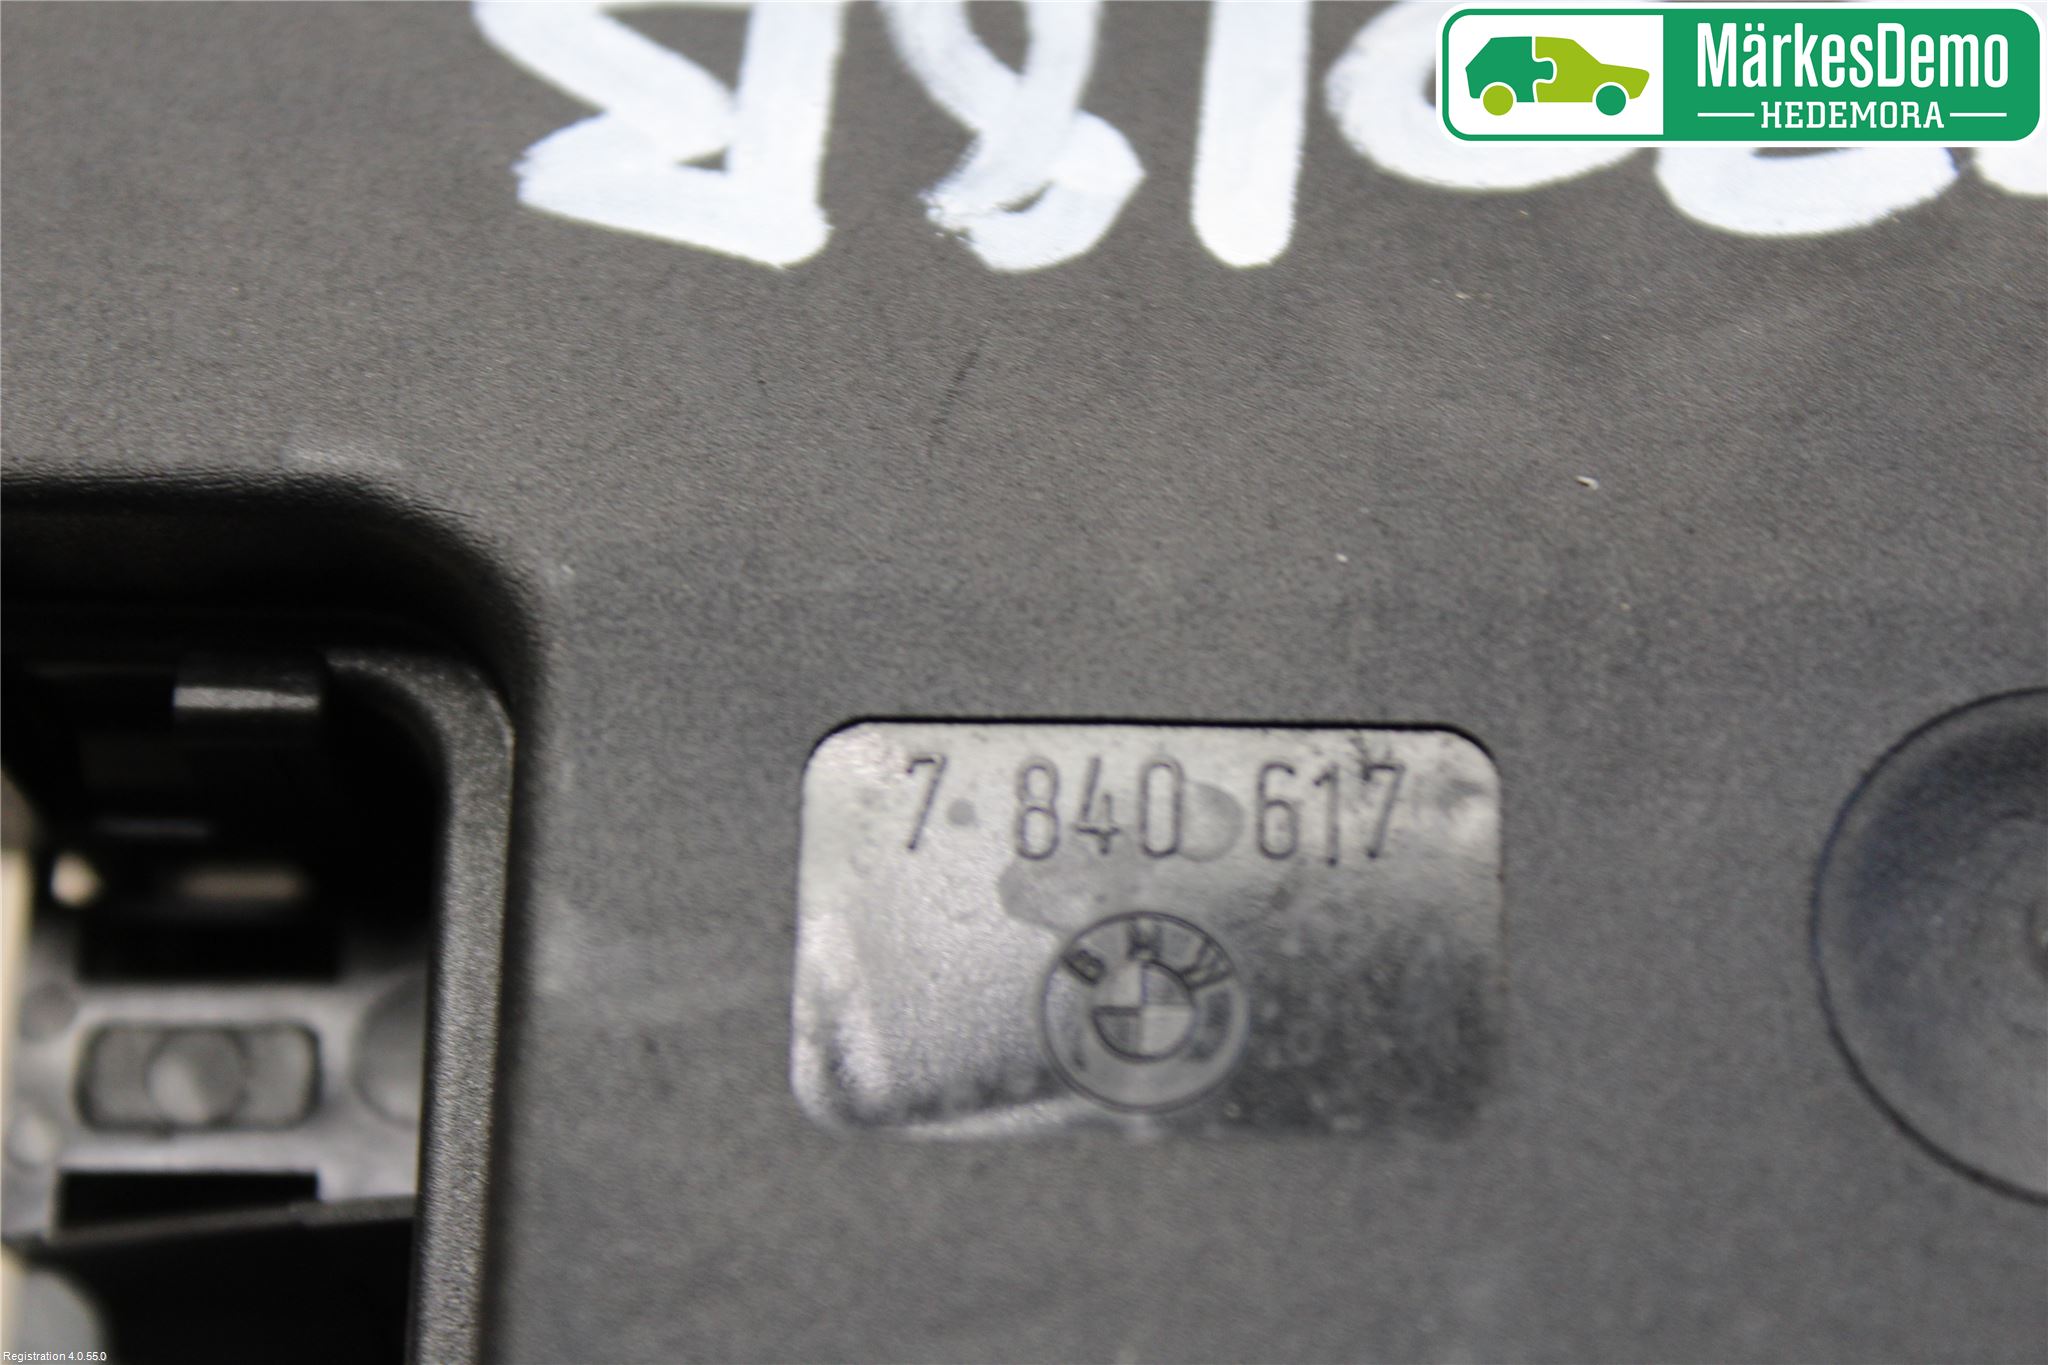 MärkesDemo
HEDEMORA
7 840 617
BMW
Registration 4.0.55.0